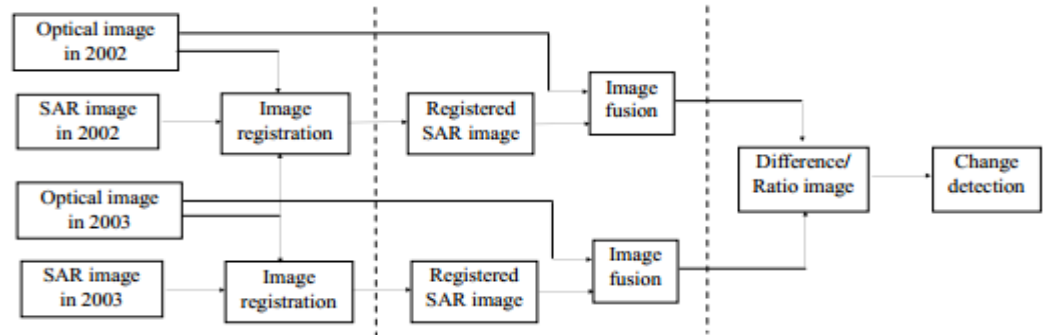 Optical image
in 2002
SAR image
in 2002
Image
registration
Registered
SAR image
Image
fusion
Optical image
in 2003
SAR image
in 2003
Image
registration
Registered
SAR image
Image
fusion
Difference/
Ratio image
Change
detection